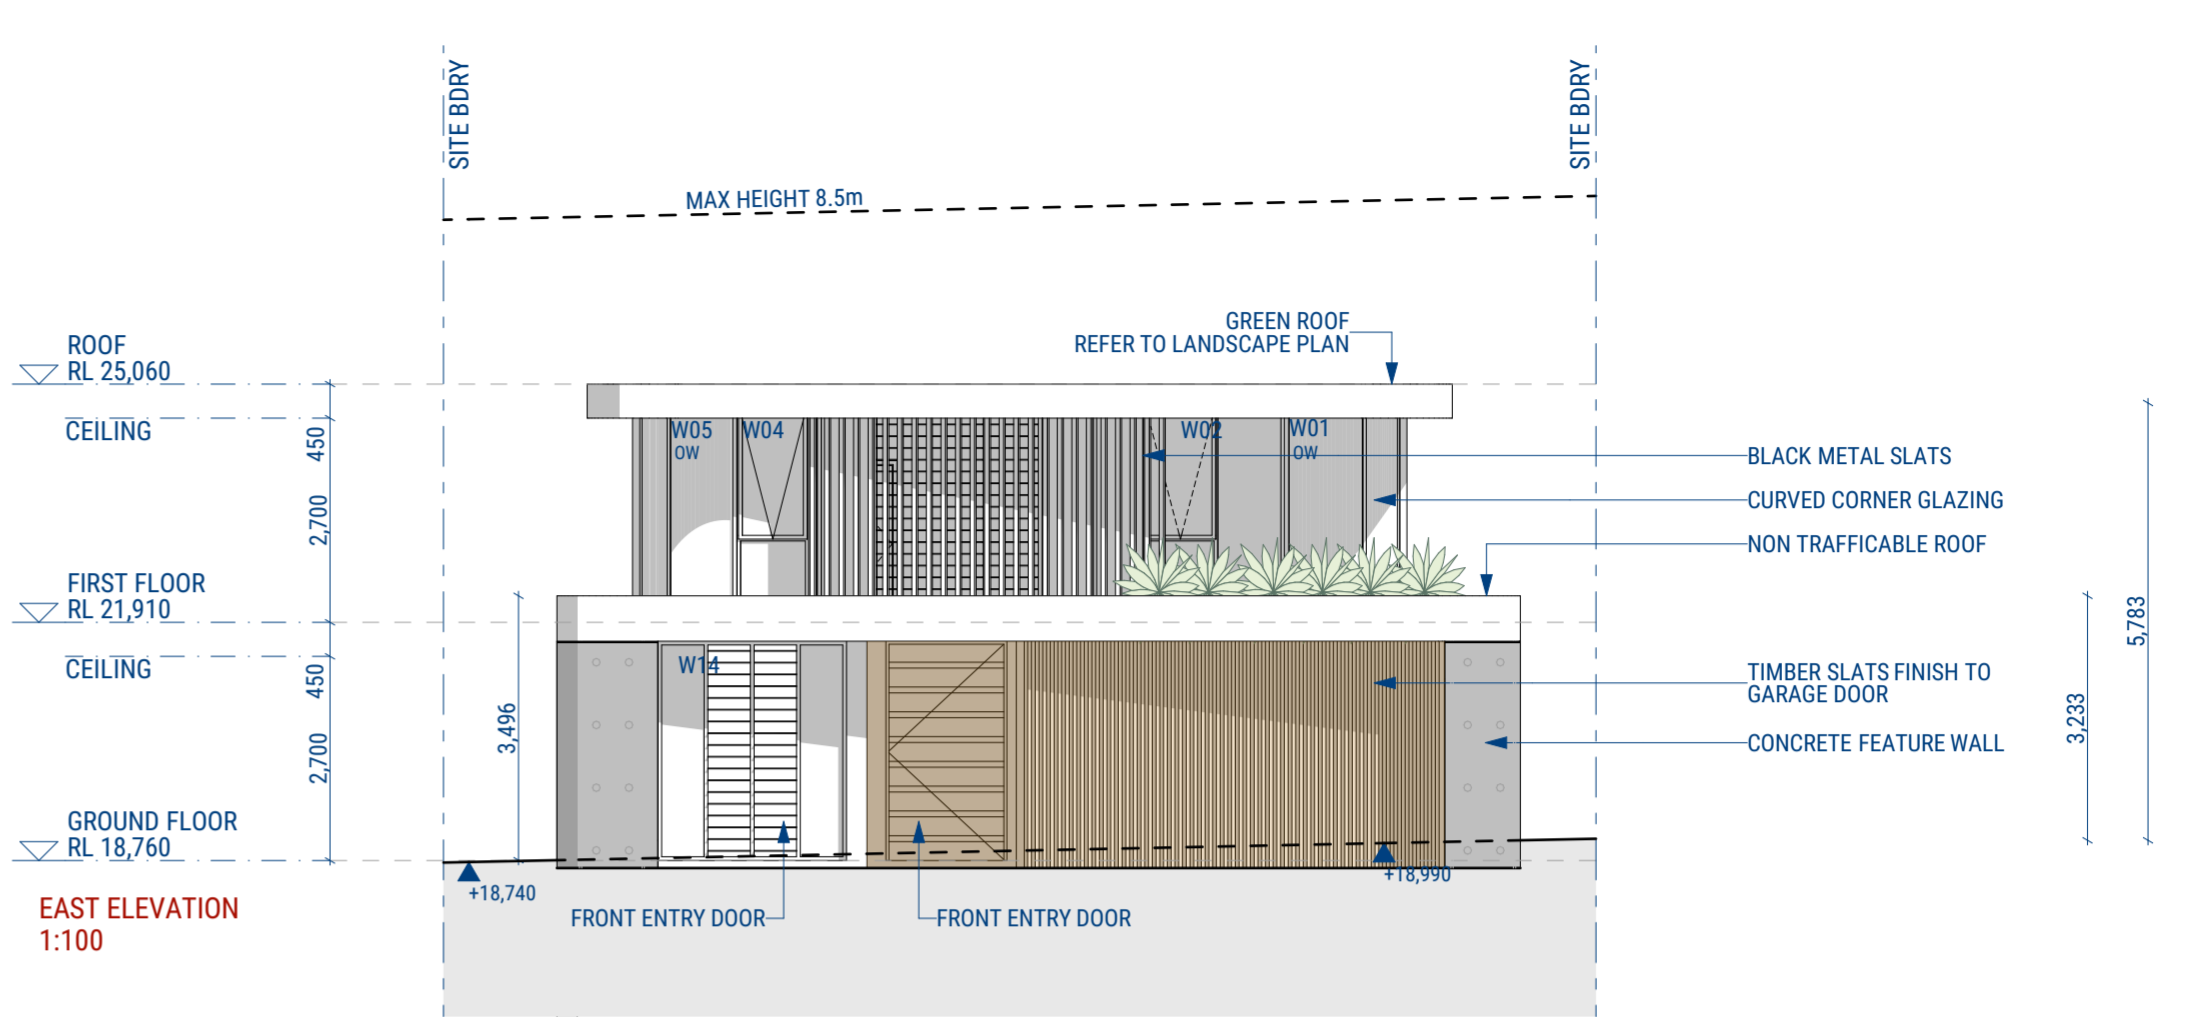 SITE BDRY
SITE BDRY
MAX HEIGHT 8.5m
GREEN ROOF
REFER TO LANDSCAPE PLAN
ROOF
RL 25,060
CEILING
450
2,700
FIRST FLOOR
RL 21,910
CEILING
450
2,700
GROUND FLOOR
RL 18,760
3,496
W05
OW
W04
W02
W01
OW
W14
BLACK METAL SLATS
CURVED CORNER GLAZING
NON TRAFFICABLE ROOF
TIMBER SLATS FINISH TO
GARAGE DOOR
CONCRETE FEATURE WALL
3,233
5,783
+18,740
+18,990
FRONT ENTRY DOOR
FRONT ENTRY DOOR
EAST ELEVATION
1:100